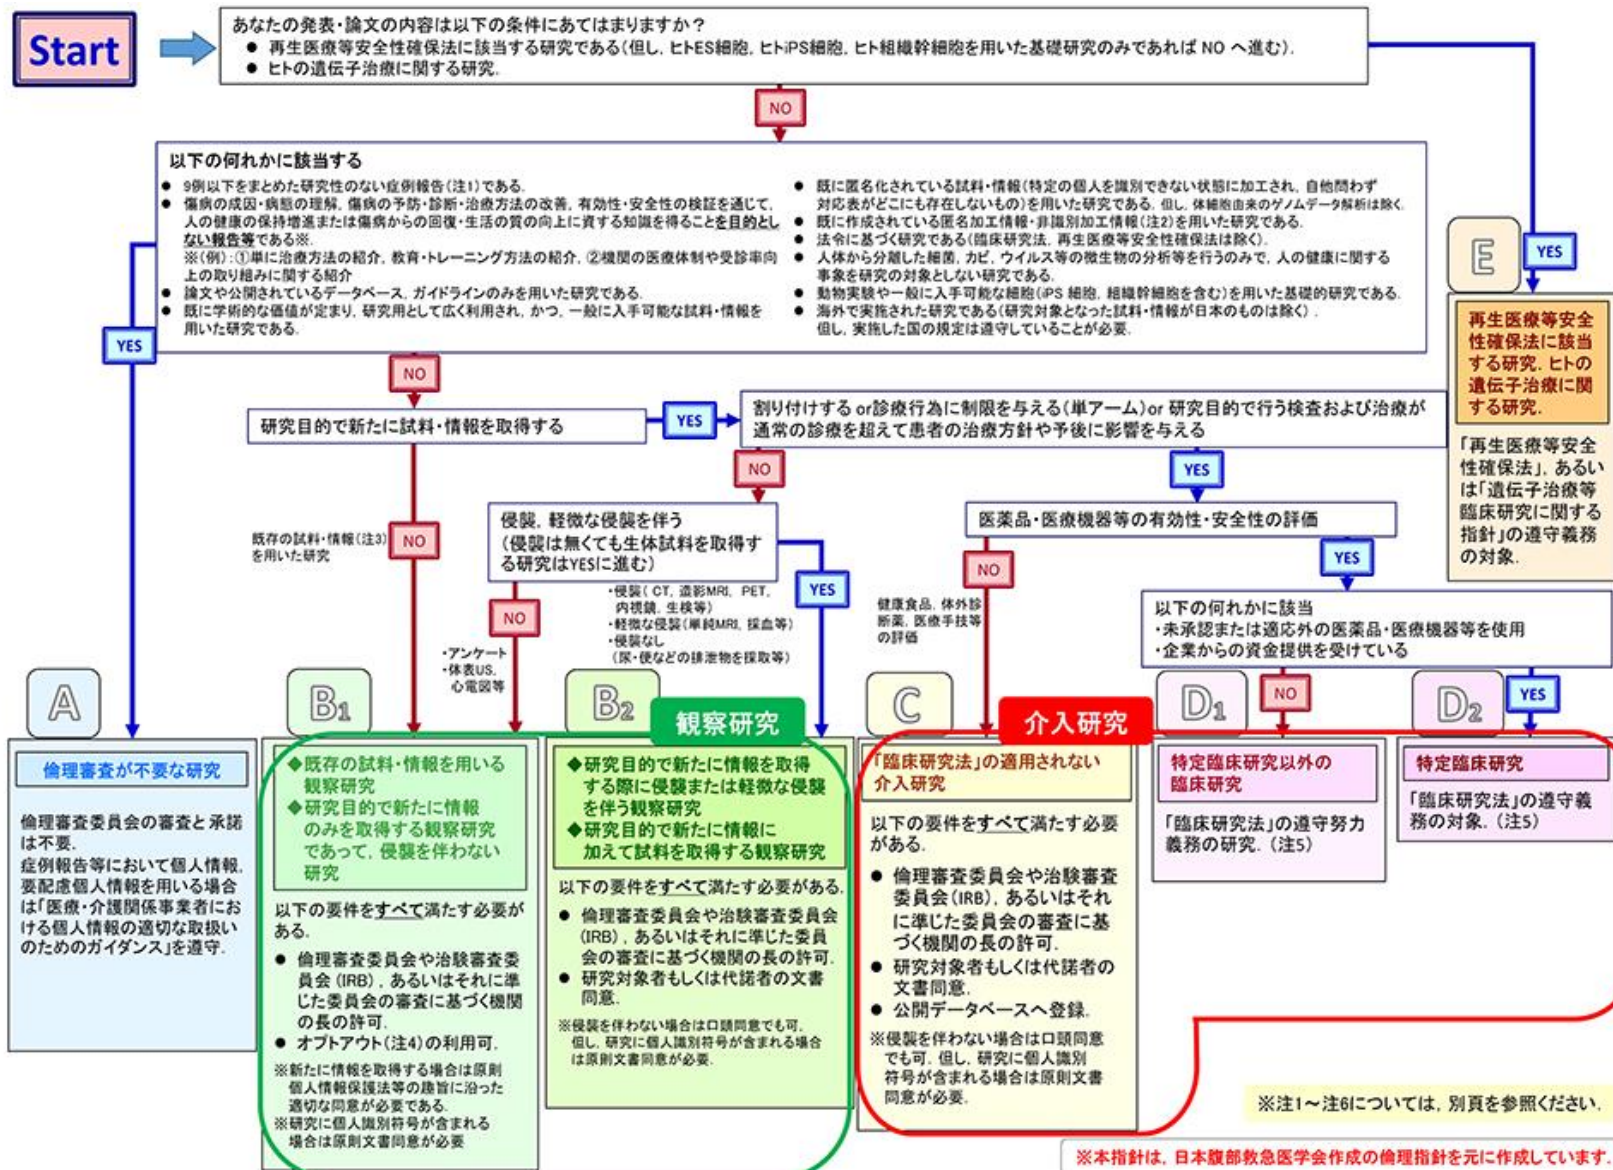 Start
あなたの発表・論文の内容は以下の条件にあてはまりますか？
● 再生医療等安全性確保法に該当する研究である(但し, ヒトES細胞, ヒトiPS細胞, ヒト組織幹細胞を用いた基礎研究のみであれば NO へ進む).
● ヒトの遺伝子治療に関する研究.
NO
以下の何れかに該当する
● 9例以下をまとめた研究性のない症例報告(注1)である.
● 傷病の成因・病態の理解, 傷病の予防・診断・治療方法の改善, 有効性・安全性の検証を通じて,
人の健康の保持増進または傷病からの回復・生活の質の向上に資する知識を得ることを目的とし
ない報告等である※.
※(例)：①単に治療方法の紹介, 教育・トレーニング方法の紹介, ②機関の医療体制や受診率向
上の取り組みに関する紹介
● 論文や公開されているデータベース, ガイドラインのみを用いた研究である.
● 既に学術的な価値が定まり, 研究用として広く利用され, かつ, 一般に入手可能な試料・情報を
用いた研究である.
● 既に匿名化されている試料・情報(特定の個人を識別できない状態に加工され, 自他問わず
対応表がどこにも存在しないもの)を用いた研究である. 但し, 体細胞由来のゲノムデータ解析は除く.
● 既に作成されている匿名加工情報・非識別加工情報(注2)を用いた研究である.
● 法令に基づく研究である(臨床研究法, 再生医療等安全性確保法は除く).
● 人体から分離した細菌, カビ, ウイルス等の微生物の分析等を行うのみで, 人の健康に関する
事象を研究の対象としない研究である.
● 動物実験や一般に入手可能な細胞(iPS 細胞, 組織幹細胞を含む)を用いた基礎的研究である.
● 海外で実施された研究である(研究対象となった試料・情報が日本のものは除く) .
但し, 実施した国の規定は遵守していることが必要.
YES
E
YES
再生医療等安全
性確保法に該当
する研究. ヒトの
遺伝子治療に関
する研究.
「再生医療等安全
性確保法」, あるい
は「遺伝子治療等
臨床研究に関する
指針」の遵守義務
の対象.
NO
研究目的で新たに試料・情報を取得する
YES
割り付けする or診療行為に制限を与える(単アーム) or 研究目的で行う検査および治療が
通常の診療を超えて患者の治療方針や予後に影響を与える
NO
YES
既存の試料・情報(注3)
を用いた研究
NO
侵襲, 軽微な侵襲を伴う
(侵襲は無くても生体試料を取得す
る研究はYESに進む)
医薬品・医療機器等の有効性・安全性の評価
YES
NO
・侵襲( CT, 造影MRI, PET,
内視鏡, 生検等)
・軽微な侵襲(単純MRI, 採血等)
・侵襲なし
(尿・便などの排泄物を採取等)
YES
NO
・アンケート
・体表US,
心電図等
健康食品, 体外診
断薬, 医療手技等
の評価
以下の何れかに該当
・未承認または適応外の医薬品・医療機器等を使用
・企業からの資金提供を受けている
NO
YES
A
B1
B2
観察研究
C
介入研究
D1
D2
倫理審査が不要な研究
倫理審査委員会の審査と承諾
は不要.
症例報告等において個人情報,
要配慮個人情報を用いる場合
は「医療・介護関係事業者にお
ける個人情報の適切な取扱い
のためのガイダンス」を遵守.
◆既存の試料・情報を用いる
観察研究
◆研究目的で新たに情報
のみを取得する観察研究
であって, 侵襲を伴わない
研究
以下の要件をすべて満たす必要が
ある.
● 倫理審査委員会や治験審査委
員会 (IRB) , あるいはそれに準
じた委員会の審査に基づく機関
の長の許可.
● オプトアウト(注4)の利用可.
※新たに情報を取得する場合は原則
個人情報保護法等の趣旨に沿った
適切な同意が必要である.
※研究に個人識別符号が含まれる
場合は原則文書同意が必要
◆研究目的で新たに情報を取得
する際に侵襲または軽微な侵襲
を伴う観察研究
◆研究目的で新たに情報に
加えて試料を取得する観察研究
以下の要件をすべて満たす必要がある.
● 倫理審査委員会や治験審査委員会
(IRB) , あるいはそれに準じた委員
会の審査に基づく機関の長の許可.
● 研究対象者もしくは代諾者の文書
同意.
※侵襲を伴わない場合は口頭同意でも可.
但し, 研究に個人識別符号が含まれる場合
は原則文書同意が必要.
「臨床研究法」の適用されない
介入研究
以下の要件をすべて満たす必要
がある.
● 倫理審査委員会や治験審査
委員会(IRB) , あるいはそれ
に準じた委員会の審査に基
づく機関の長の許可.
● 研究対象者もしくは代諾者の
文書同意.
● 公開データベースへ登録.
※侵襲を伴わない場合は口頭同意
でも可. 但し, 研究に個人識別
符号が含まれる場合は原則文書
同意が必要.
特定臨床研究以外の
臨床研究
「臨床研究法」の遵守努力
義務の研究. (注5)
特定臨床研究
「臨床研究法」の遵守義
務の対象. (注5)
※注1～注6については, 別頁を参照ください.
※本指針は, 日本腹部救急医学会作成の倫理指針を元に作成しています.